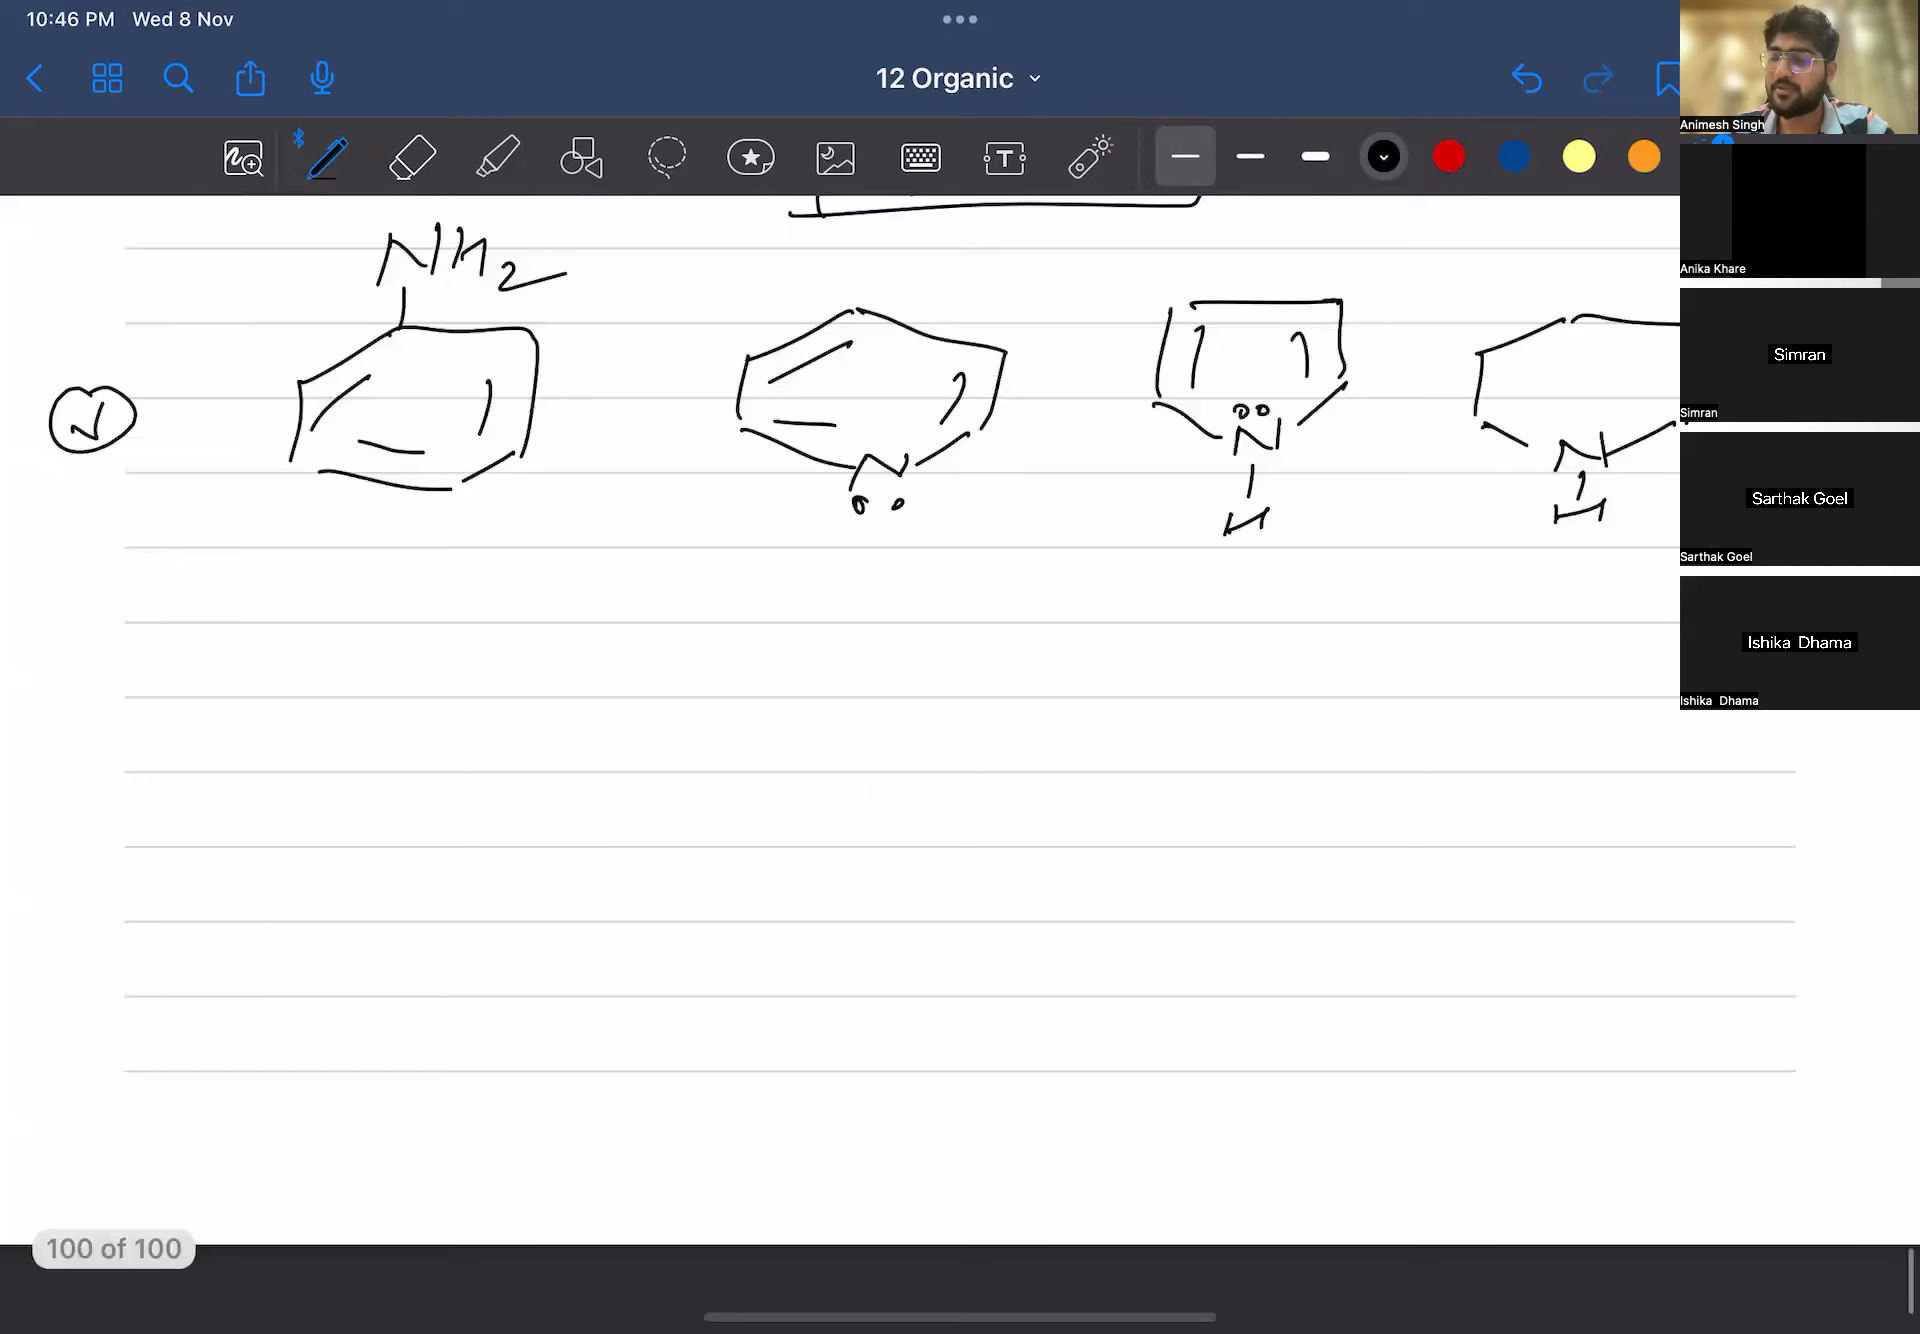 10:46 PM Wed 8 Nov
12 Organic
T
Animesh Singh
Anika Khare
Simran
Simran
Sarthak Goel
Sarthak Goel
Ishika Dhama
Ishika Dhama
NH2
N
N
H
N
H
100 of 100